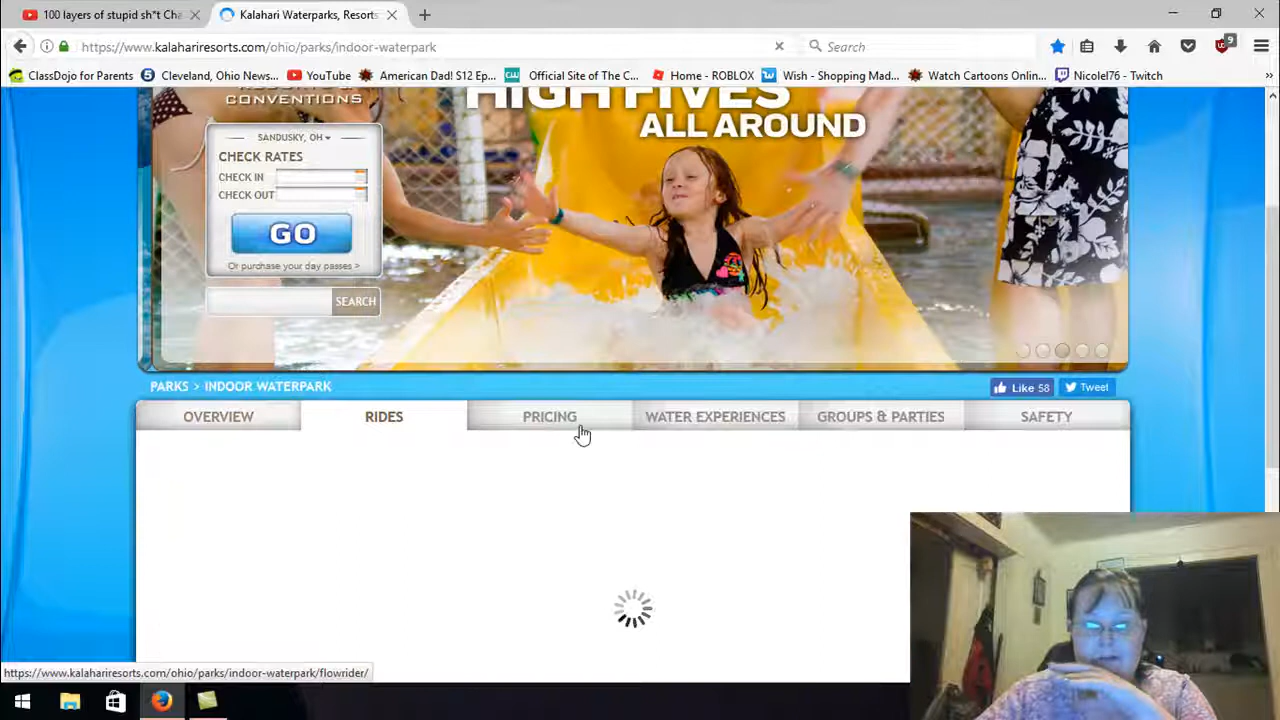 100 layers of stupid sh*t Cha
Kalahari Waterparks, Resorts
https://www.kalahariresorts.com/ohio/parks/indoor-waterpark
Search
9
ClassDojo for Parents
Cleveland, Ohio News...
YouTube
American Dad! S12 Ep...
Official Site of The C...
Home - ROBLOX
Wish - Shopping Mad...
Watch Cartoons Onlin...
Nicolel76 - Twitch
CONVENTIONS
HIGH FIVES
ALL AROUND
SANDUSKY, OH
CHECK RATES
CHECK IN
CHECK OUT
GO
Or purchase your day passes >
SEARCH
PARKS > INDOOR WATERPARK
Like 58
Tweet
OVERVIEW
RIDES
PRICING
WATER EXPERIENCES
GROUPS & PARTIES
SAFETY
https://www.kalahariresorts.com/ohio/parks/indoor-waterpark/flowrider/